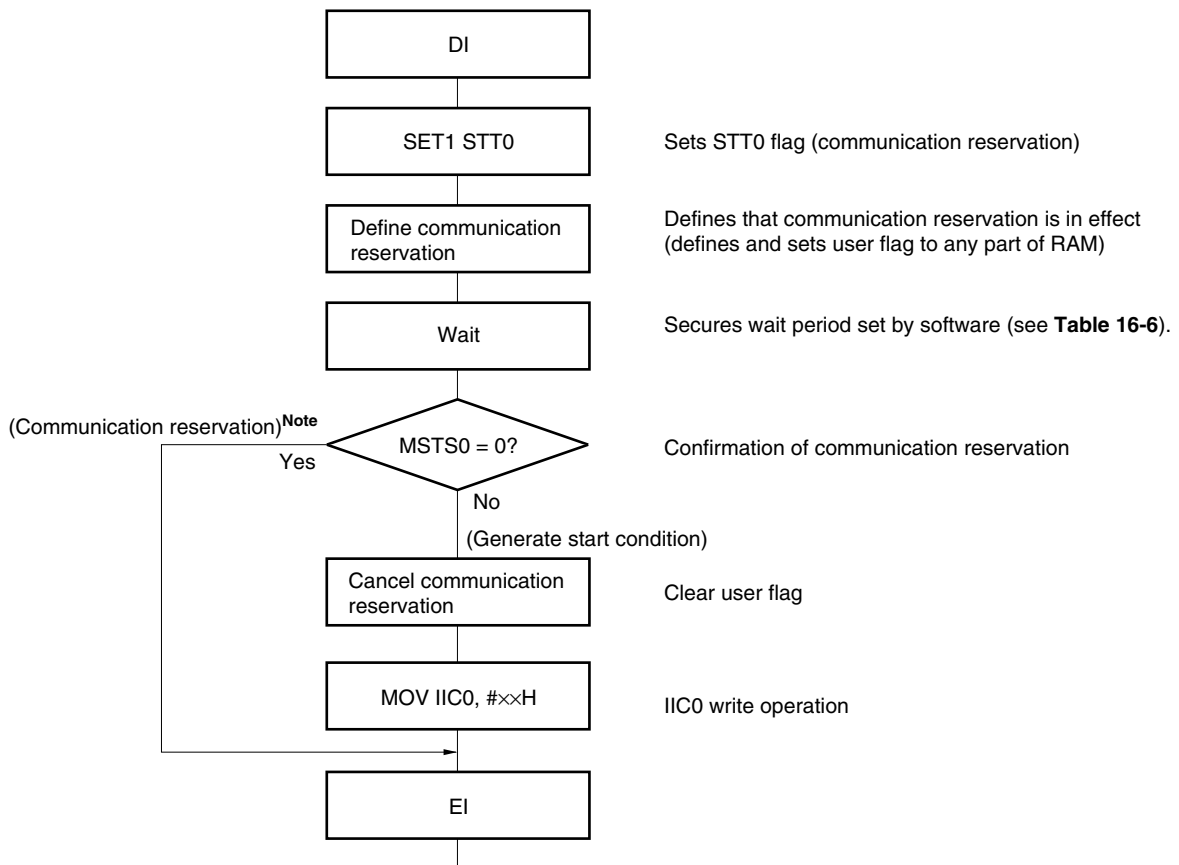 DI
SET1 STT0
Sets STT0 flag (communication reservation)
Define communication
reservation
Defines that communication reservation is in effect
(defines and sets user flag to any part of RAM)
Wait
Secures wait period set by software (see Table 16-6).
(Communication reservation)Note
Yes
MSTS0 = 0?
Confirmation of communication reservation
No
(Generate start condition)
Cancel communication
reservation
Clear user flag
MOV IIC0, #××H
IIC0 write operation
EI